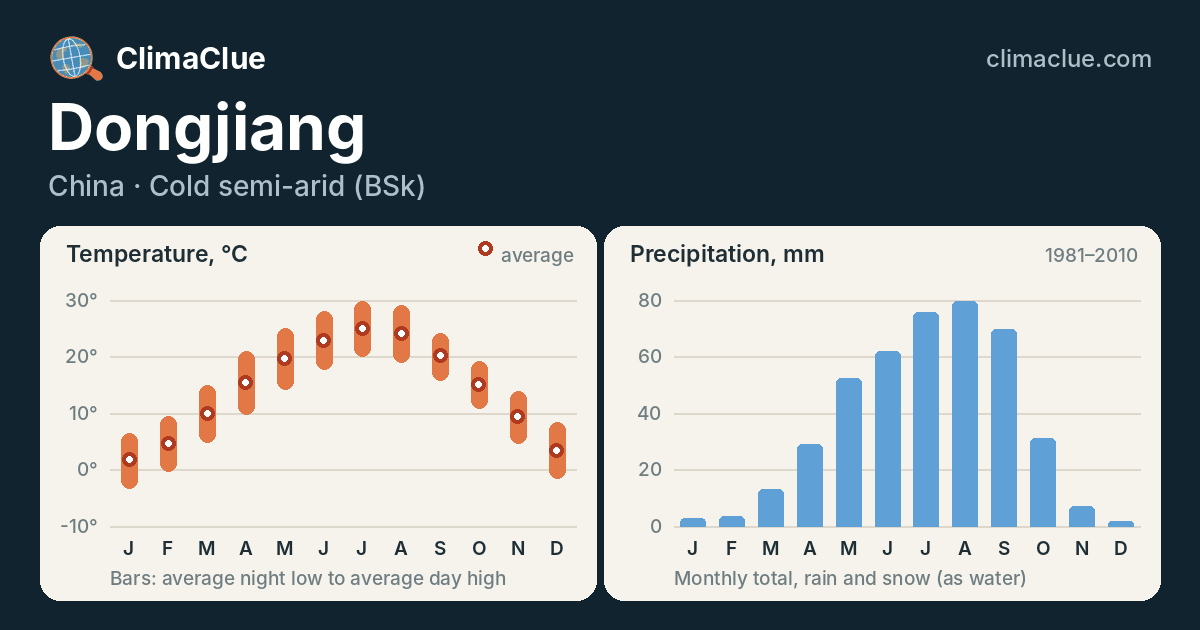 ClimaClue
climaclue.com
Dongjiang
China · Cold semi-arid (BSk)
Temperature, °C
average
30°
20°
10°
0°
-10°
J F M A M J J A S O N D
Bars: average night low to average day high
Precipitation, mm
1981–2010
80
60
40
20
0
J F M A M J J A S O N D
Monthly total, rain and snow (as water)